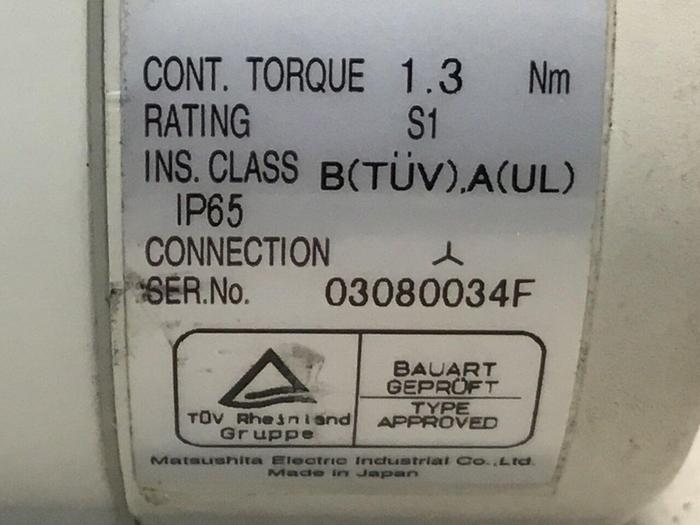 CONT. TORQUE 1.3 Nm
RATING S1
INS. CLASS B(TÜV),A(UL)
IP65
CONNECTION
SER.No. 03080034F
TÜV Rheinland
Gruppe
BAUART
GEPRÜFT
TYPE
APPROVED
Matsushita Electric Industrial Co.,Ltd.
Made in Japan